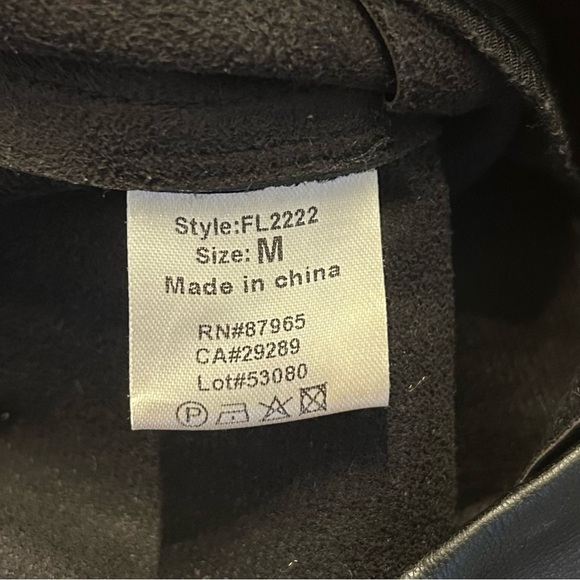 Style:FL2222
Size: M
Made in china
RN#87965
CA#29289
Lot#53080
P